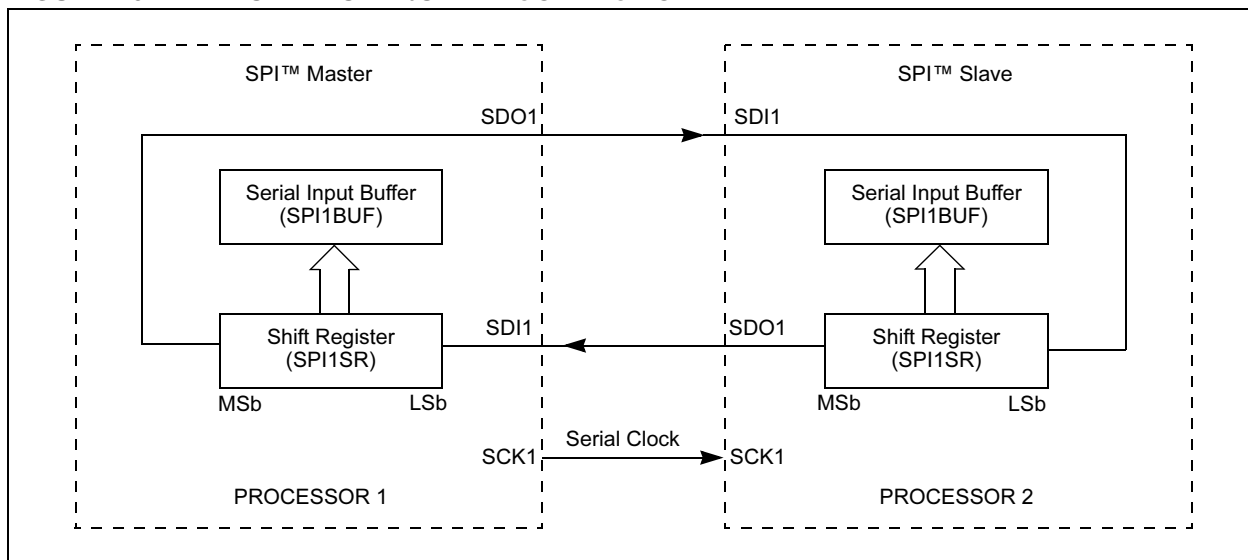 SPI™ Master
SPI™ Slave
SDO1
SDI1
Serial Input Buffer
(SPI1BUF)
Serial Input Buffer
(SPI1BUF)
SDI1
SDO1
Shift Register
(SPI1SR)
Shift Register
(SPI1SR)
MSb
LSb
MSb
LSb
Serial Clock
SCK1
SCK1
PROCESSOR 1
PROCESSOR 2